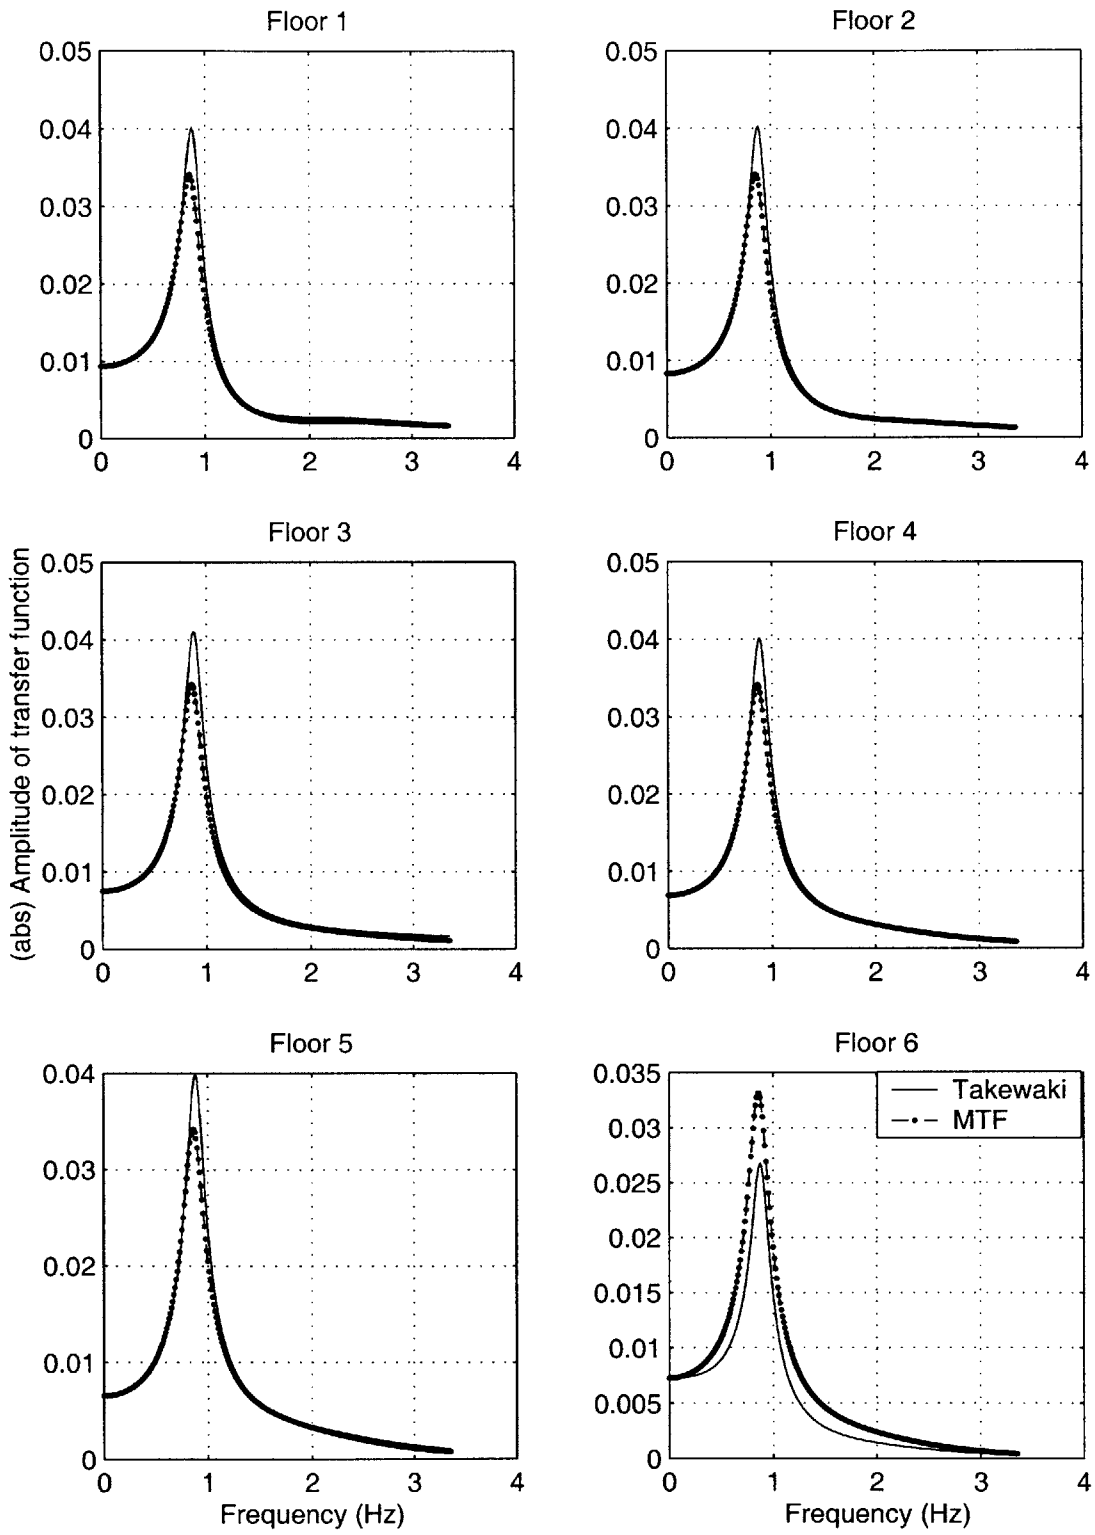 Floor 1
0.05
0.04
0.03
0.02
0.01
0
0 1 2 3 4
Floor 2
0.05
0.04
0.03
0.02
0.01
0
0 1 2 3 4
(abs) Amplitude of transfer function
Floor 3
0.05
0.04
0.03
0.02
0.01
0
0 1 2 3 4
Floor 4
0.05
0.04
0.03
0.02
0.01
0
0 1 2 3 4
Floor 5
0.04
0.03
0.02
0.01
0
0 1 2 3 4
Frequency (Hz)
Floor 6
0.035
0.03
0.025
0.02
0.015
0.01
0.005
0
0 1 2 3 4
Takewaki
MTF
Frequency (Hz)